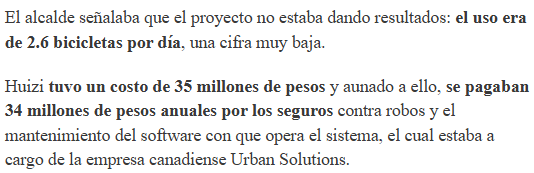 El alcalde señalaba que el proyecto no estaba dando resultados: el uso era
de 2.6 bicicletas por día, una cifra muy baja.
Huizi tuvo un costo de 35 millones de pesos y aunado a ello, se pagaban
34 millones de pesos anuales por los seguros contra robos y el
mantenimiento del software con que opera el sistema, el cual estaba a
cargo de la empresa canadiense Urban Solutions.